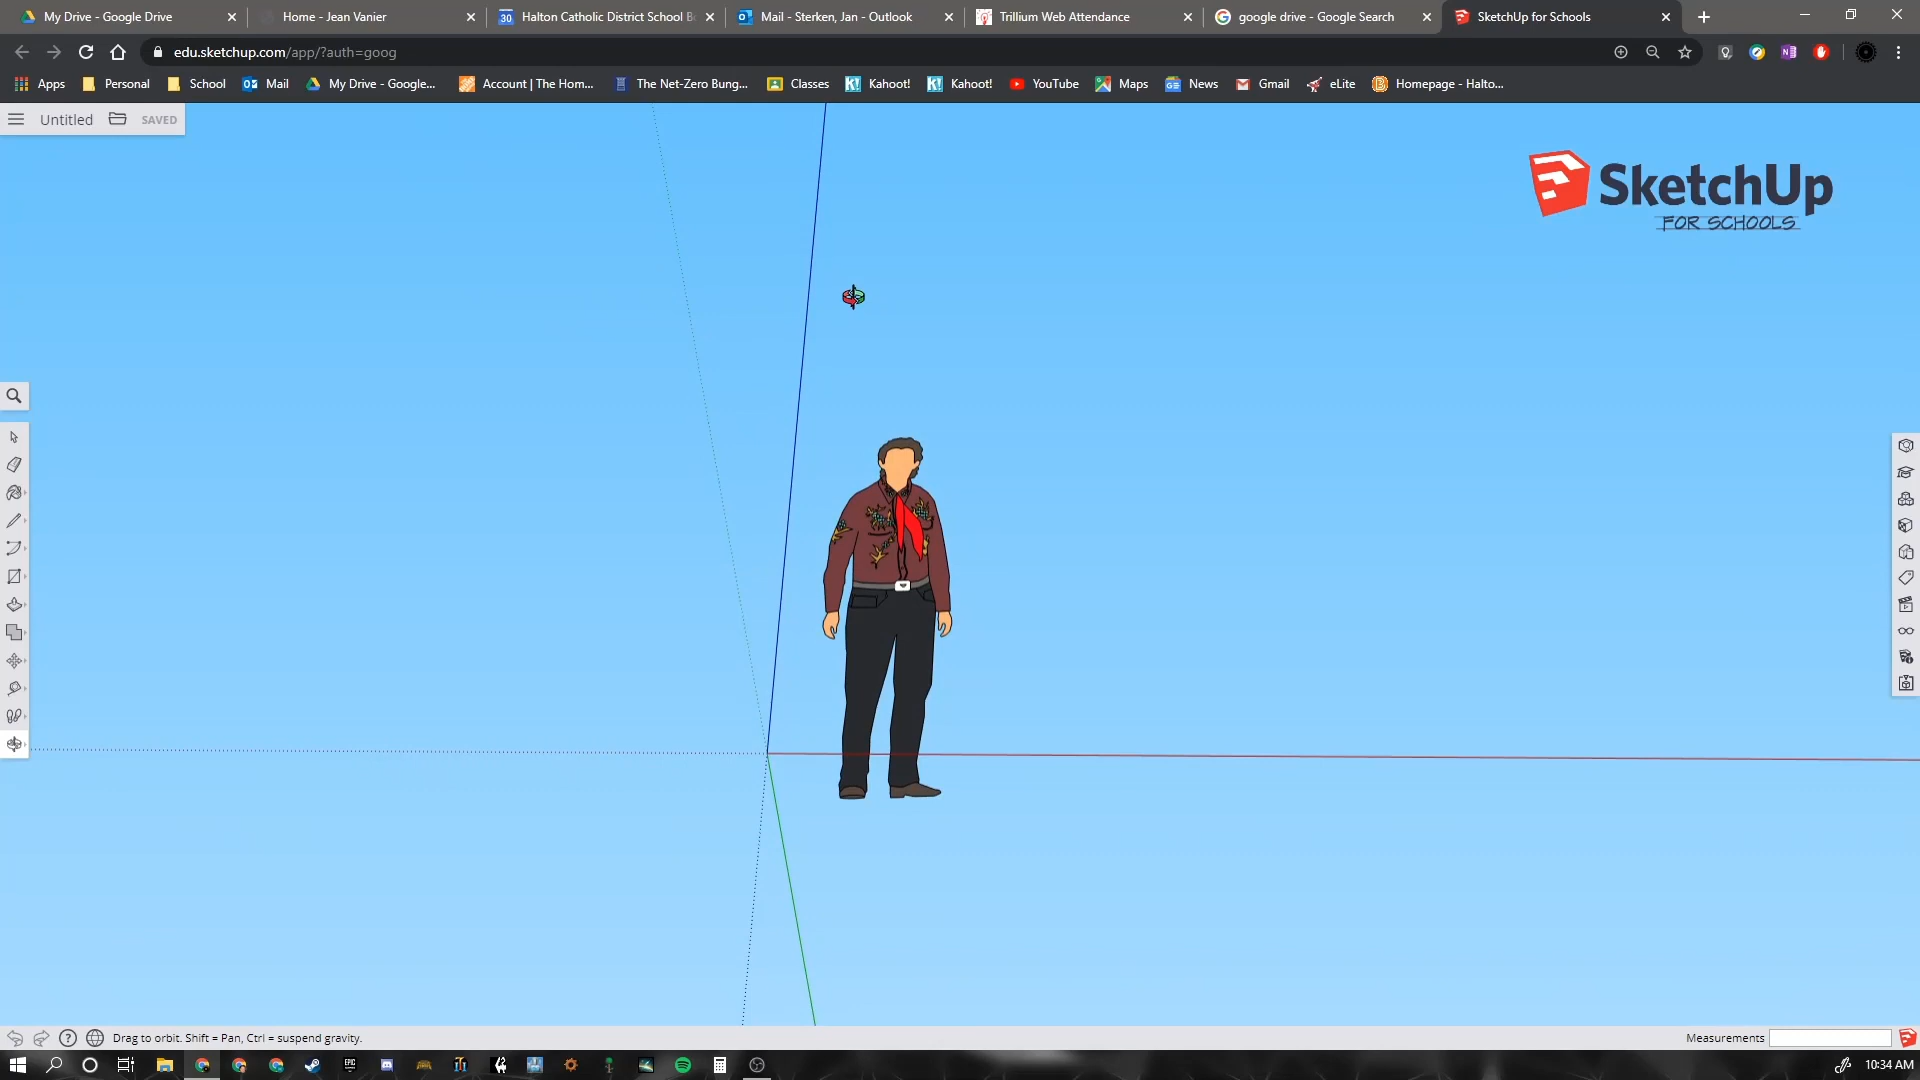 My Drive - Google Drive
Home - Jean Vanier
Halton Catholic District School B
Mail - Sterken, Jan - Outlook
Trillium Web Attendance
google drive - Google Search
SketchUp for Schools
edu.sketchup.com/app/?auth=goog
Apps
Personal
School
Mail
My Drive - Google...
Account | The Hom...
The Net-Zero Bung...
Classes
Kahoot!
Kahoot!
YouTube
Maps
News
Gmail
eLite
Homepage - Halto...
Untitled
SAVED
SketchUp
FOR SCHOOLS
Drag to orbit. Shift = Pan, Ctrl = suspend gravity.
Measurements
10:34 AM